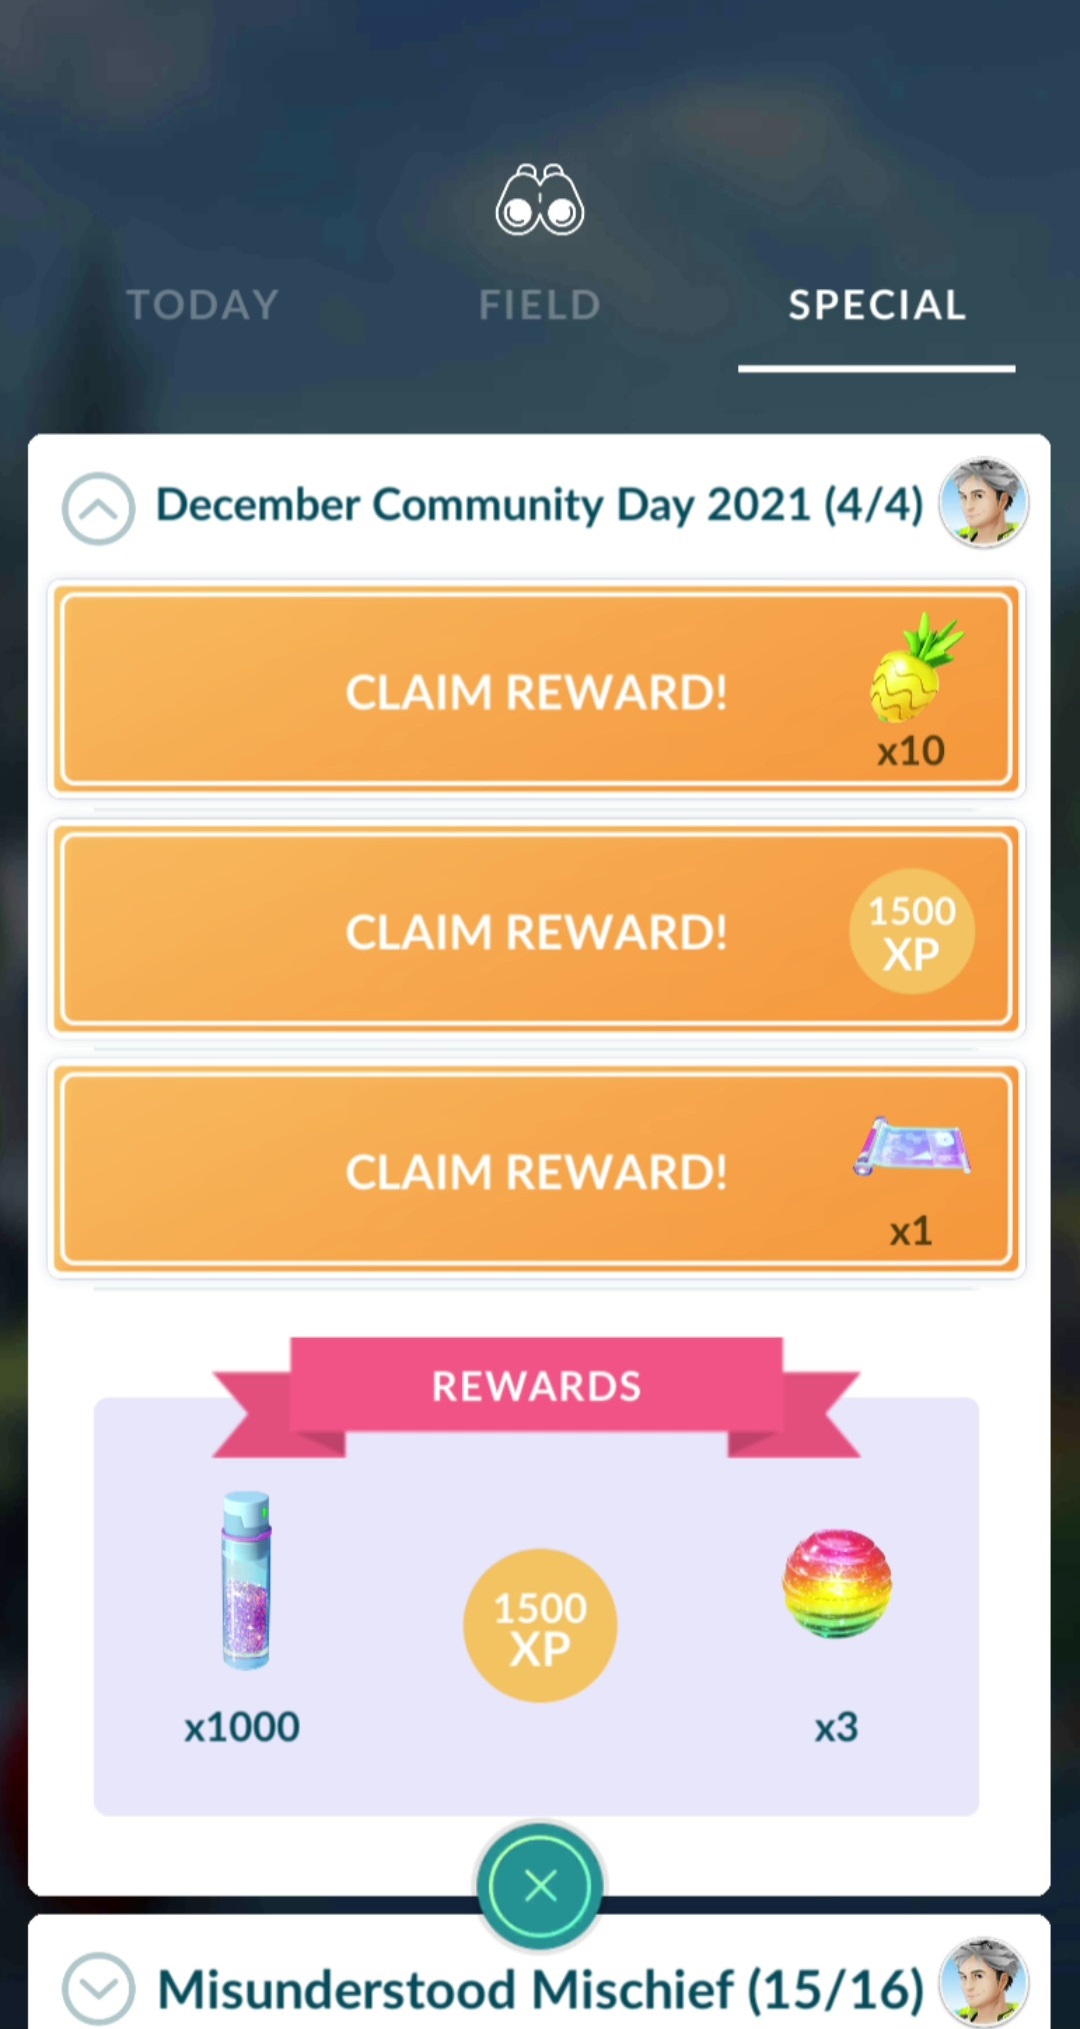 TODAY
FIELD
SPECIAL
December Community Day 2021 (4/4)
CLAIM REWARD!
x10
CLAIM REWARD!
1500
XP
CLAIM REWARD!
x1
REWARDS
x1000
1500
XP
x3
Misunderstood Mischief (15/16)